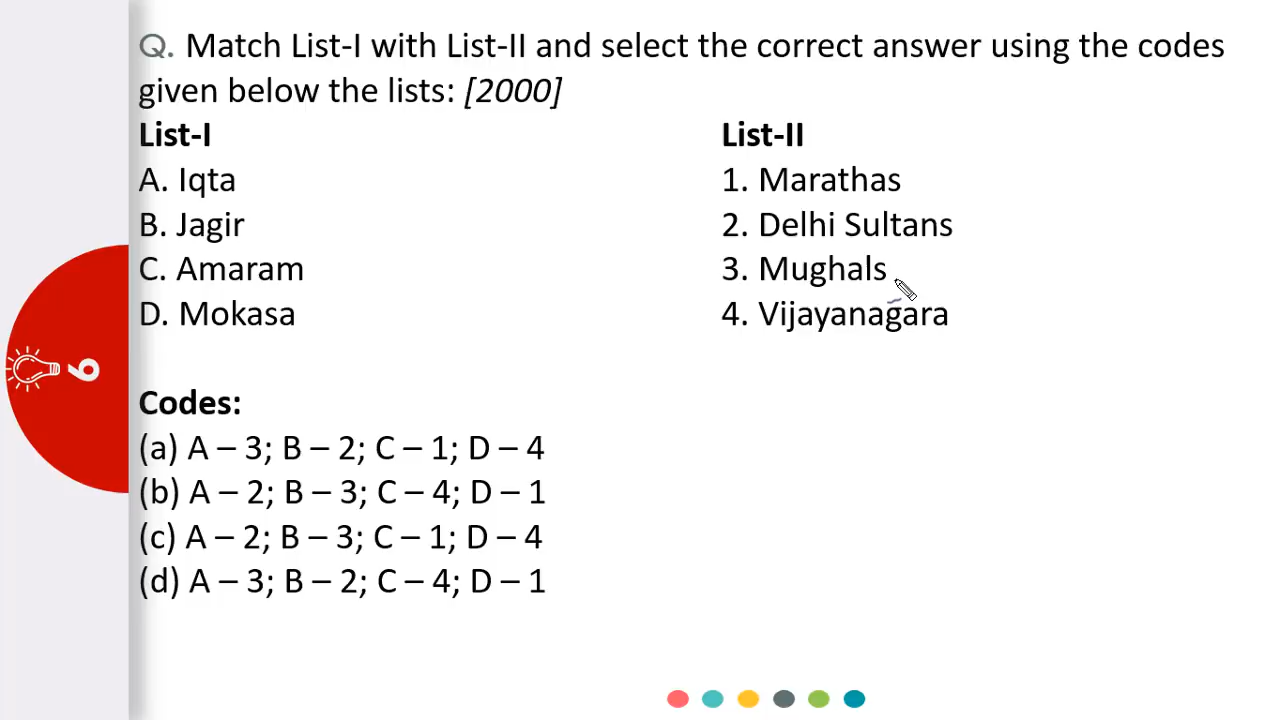 Q. Match List-I with List-II and select the correct answer using the codes
given below the lists: [2000]
List-I
List-II
A. Iqta
1. Marathas
B. Jagir
2. Delhi Sultans
C. Amaram
3. Mughals
D. Mokasa
4. Vijayanagara
9
Codes:
(a) A – 3; B – 2; C – 1; D – 4
(b) A – 2; B – 3; C – 4; D – 1
(c) A – 2; B – 3; C – 1; D – 4
(d) A – 3; B – 2; C – 4; D – 1